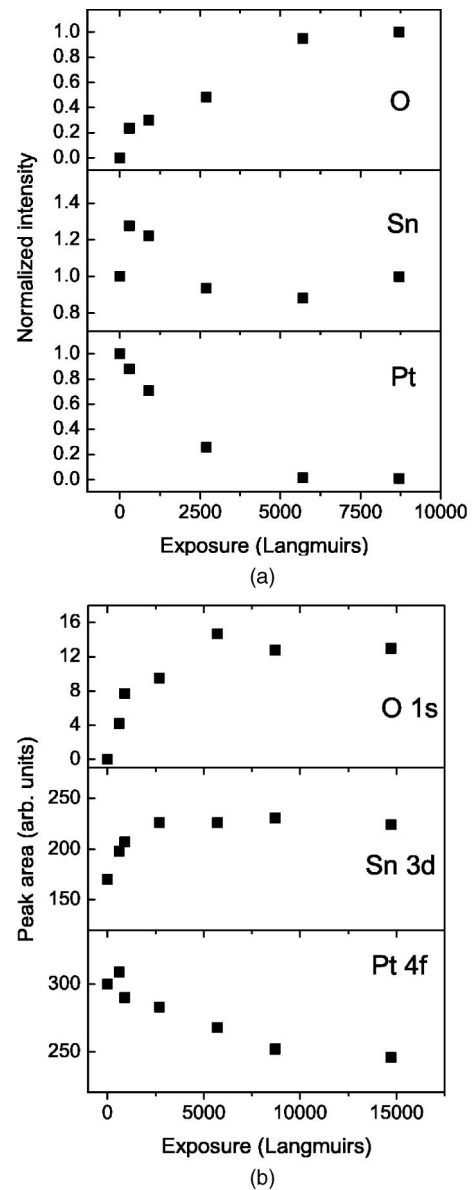 1.0
0.8
0.6
0.4
0.2
0.0
O
1.4
1.2
1.0
0.8
Sn
1.0
0.8
0.6
0.4
0.2
0.0
Pt
Normalized intensity
0 2500 5000 7500 10000
Exposure (Langmuirs)
(a)
16
12
8
4
0
O 1s
250
200
150
Sn 3d
300
250
Pt 4f
Peak area (arb. units)
0 5000 10000 15000
Exposure (Langmuirs)
(b)